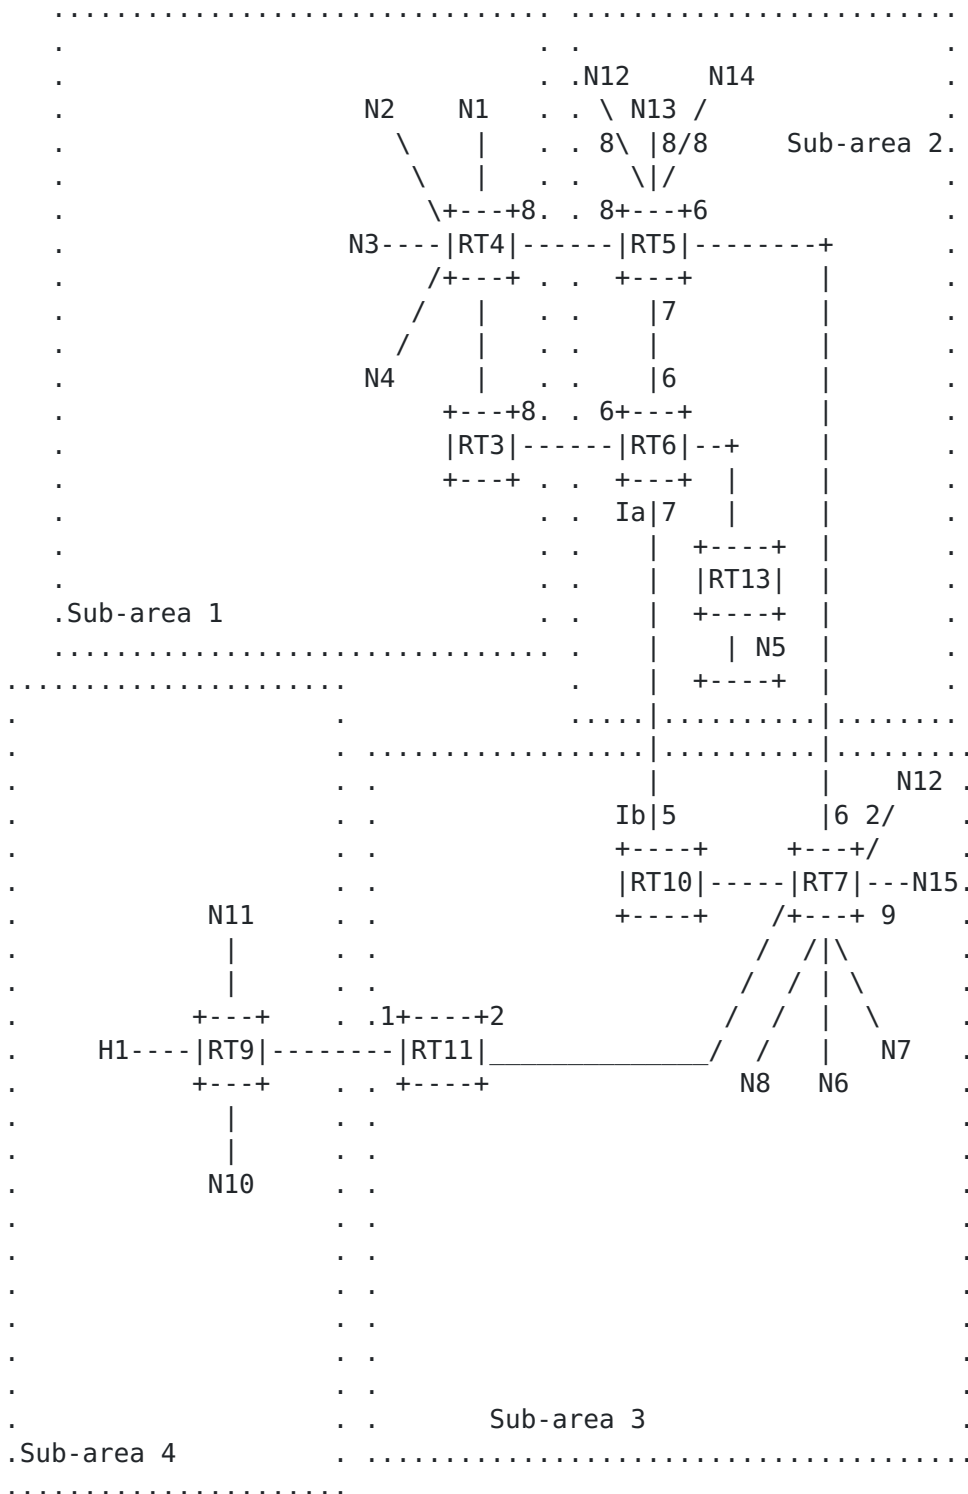 ................................ .........................
.                               . .                       .
.                               . .N12     N14            .
.                   N2    N1    . . \ N13 /               .
.                     \    |    . . 8\ |8/8     Sub-area 2.
.                      \   |    . .   \|/                 .
.                       \+---+8. . 8+---+6                .
.                  N3----|RT4|------|RT5|--------+        .
.                       /+---+ . .  +---+        |        .
.                      /   |    . .   |7         |        .
.                     /    |    . .   |          |        .
.                   N4     |    . .   |6         |        .
.                        +---+8. . 6+---+        |        .
.                        |RT3|------|RT6|--+     |        .
.                        +---+ . .  +---+  |     |        .
.                               . . Ia|7   |     |        .
.                               . .   |  +----+  |        .
.                               . .   |  |RT13|  |        .
.Sub-area 1                     . .   |  +----+  |        .
................................ .    |    | N5  |        .
......................              . |  +----+  |        .
.                    .              .....|..........|........
.                    . ..................|..........|.........
.                    . .                 |          |    N12 .
.                    . .               Ib|5         |6 2/    .
.                    . .               +----+     +---+/     .
.                    . .               |RT10|-----|RT7|---N15.
.            N11     . .               +----+    /+---+ 9    .
.             |      . .                        /  /|\       .
.             |      . .                       /  / | \      .
.           +---+    . .1+----+2              /  /  |  \     .
.     H1----|RT9|--------|RT11|______________/  /   |   N7   .
.           +---+    . . +----+               N8   N6        .
.             |      . .                                     .
.             |      . .                                     .
.            N10     . .                                     .
.                    . .                                     .
.                    . .                                     .
.                    . .                                     .
.                    . .                                     .
.                    . .                                     .
.                    . .                                     .
.                    . .       Sub-area 3                    .
.Sub-area 4          . .......................................
......................